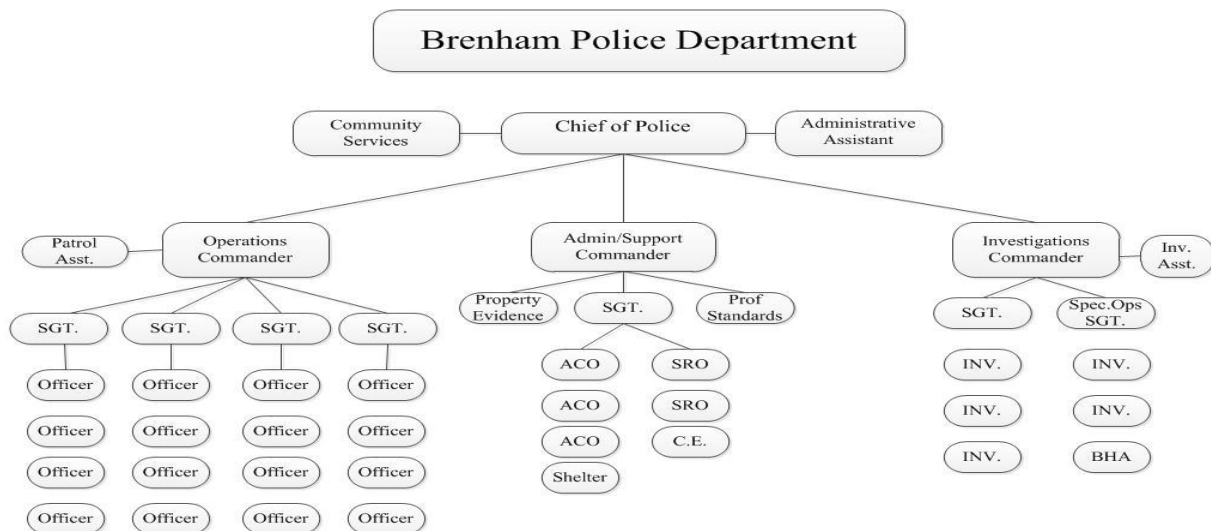 Brenham Police Department
Community
Services
Chief of Police
Administrative
Assistant
Patrol
Asst.
Operations
Commander
Admin/Support
Commander
Investigations
Commander
Inv.
Asst.
Property
Evidence
SGT.
Prof
Standards
SGT.
SGT.
SGT.
SGT.
SGT.
Spec.Ops
SGT.
Officer
Officer
Officer
Officer
ACO
SRO
INV.
INV.
Officer
Officer
Officer
Officer
ACO
SRO
INV.
INV.
Officer
Officer
Officer
Officer
ACO
C.E.
INV.
BHA
Shelter
Officer
Officer
Officer
Officer